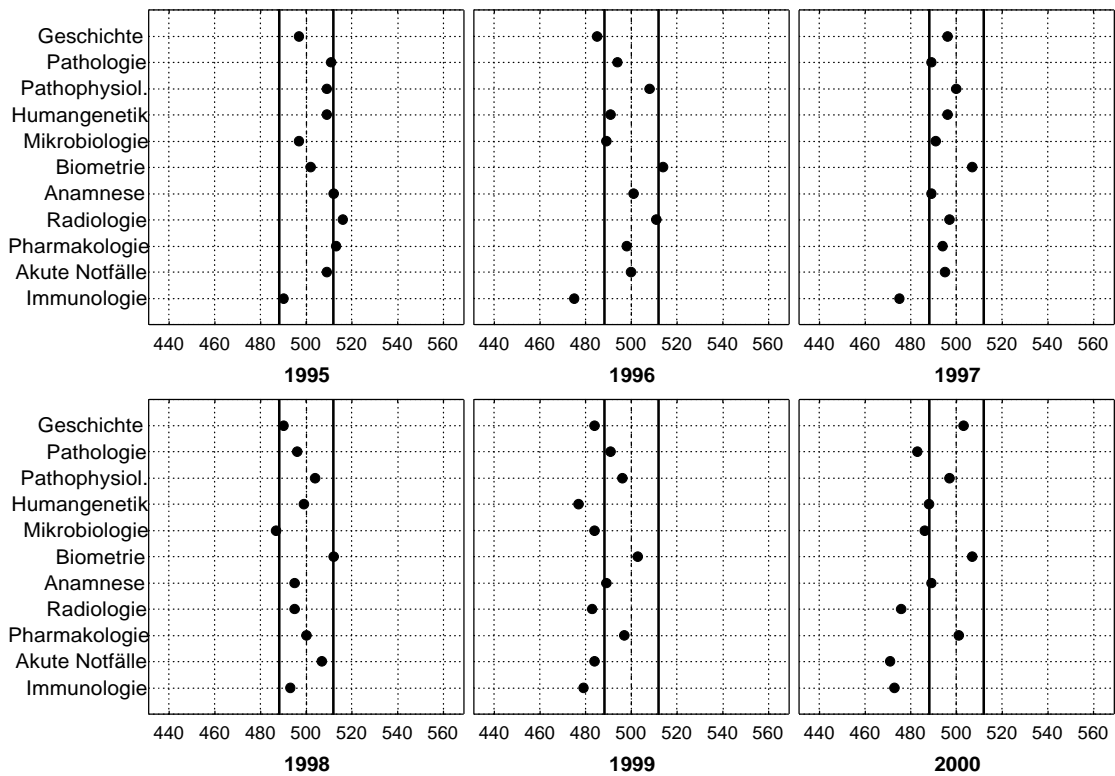 Geschichte
Pathologie
Pathophysiol.
Humangenetik
Mikrobiologie
Biometrie
Anamnese
Radiologie
Pharmakologie
Akute Notfälle
Immunologie
440 460 480 500 520 540 560 440 460 480 500 520 540 560 440 460 480 500 520 540 560
1995 1996 1997
Geschichte
Pathologie
Pathophysiol.
Humangenetik
Mikrobiologie
Biometrie
Anamnese
Radiologie
Pharmakologie
Akute Notfälle
Immunologie
440 460 480 500 520 540 560 440 460 480 500 520 540 560 440 460 480 500 520 540 560
1998 1999 2000